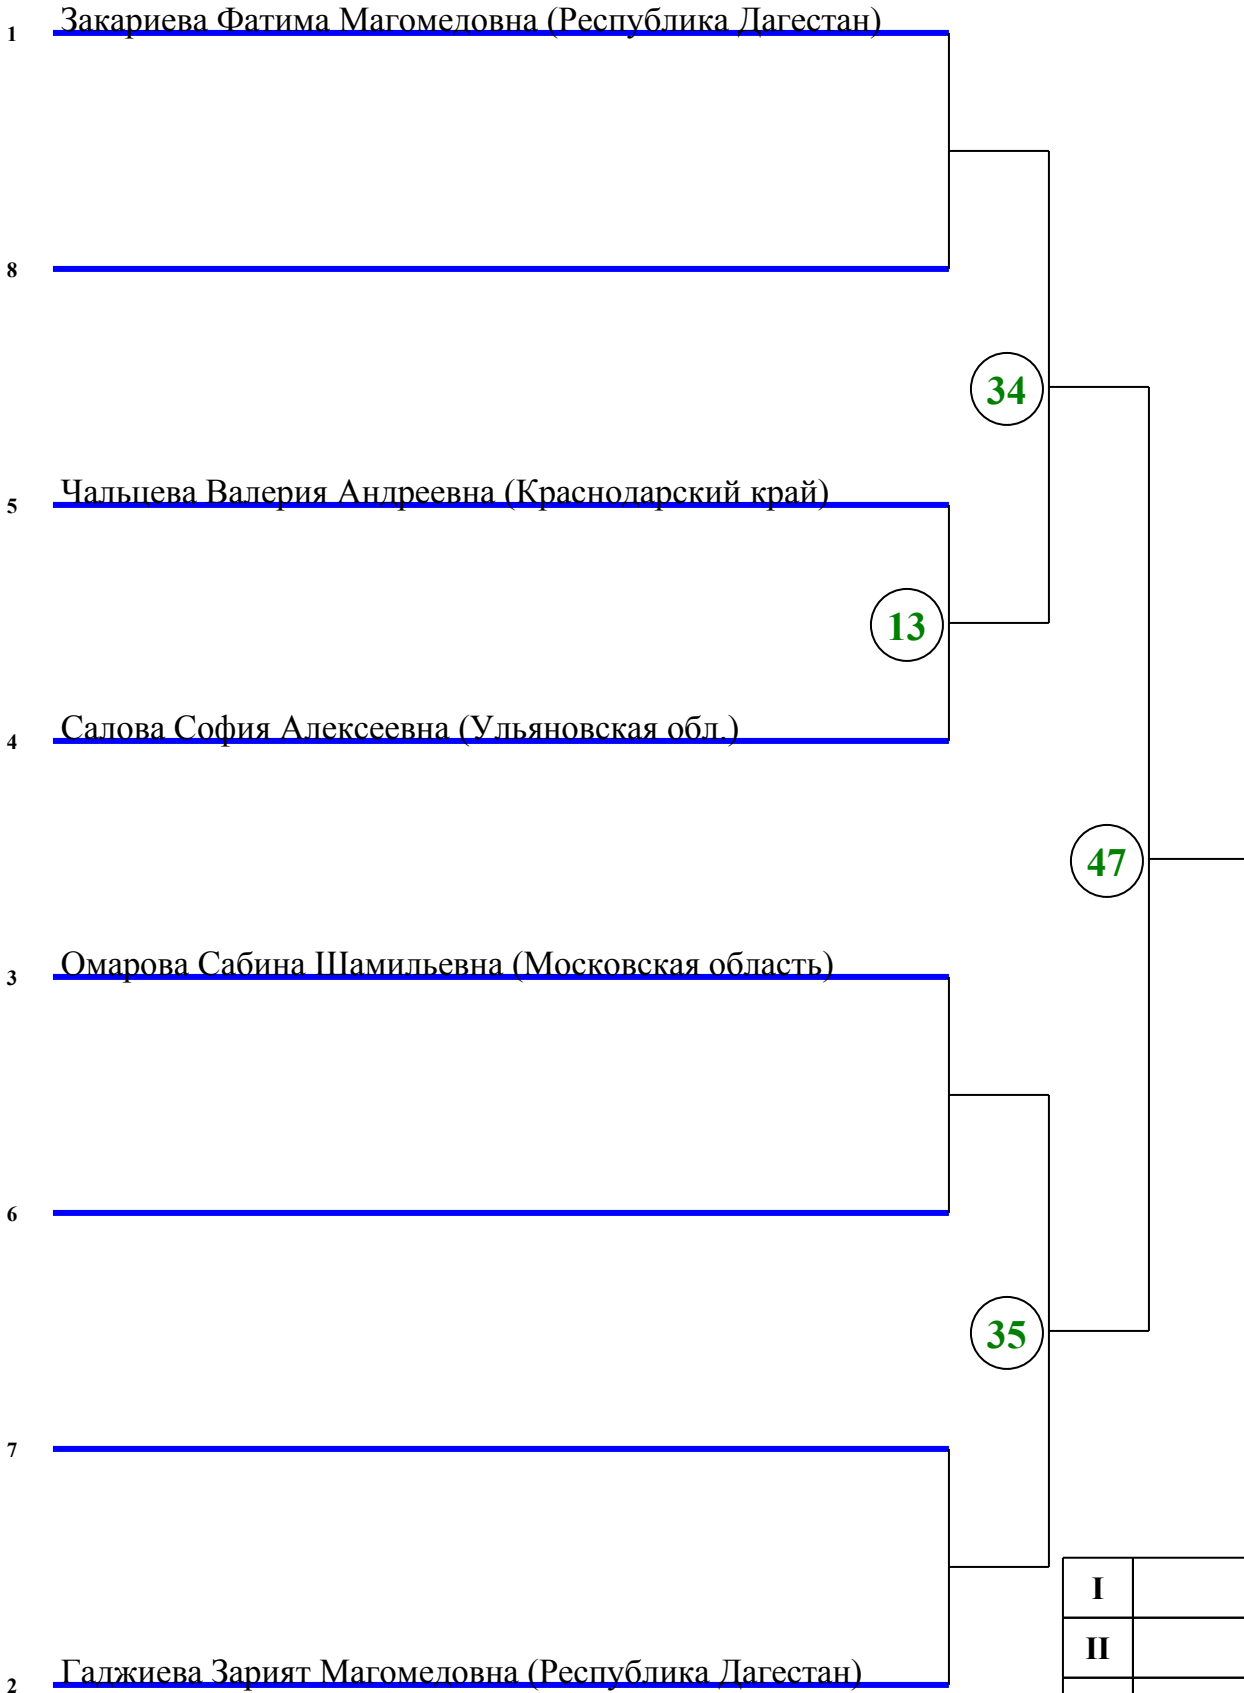 1 Закариева Фатима Магомедовна (Республика Дагестан)
8
34
5 Чальцева Валерия Андреевна (Краснодарский край)
13
4 Салова София Алексеевна (Ульяновская обл.)
47
3 Омарова Сабина Шамильевна (Московская область)
6
35
7
I
II
2 Гаджиева Зарият Магомедовна (Республика Дагестан)